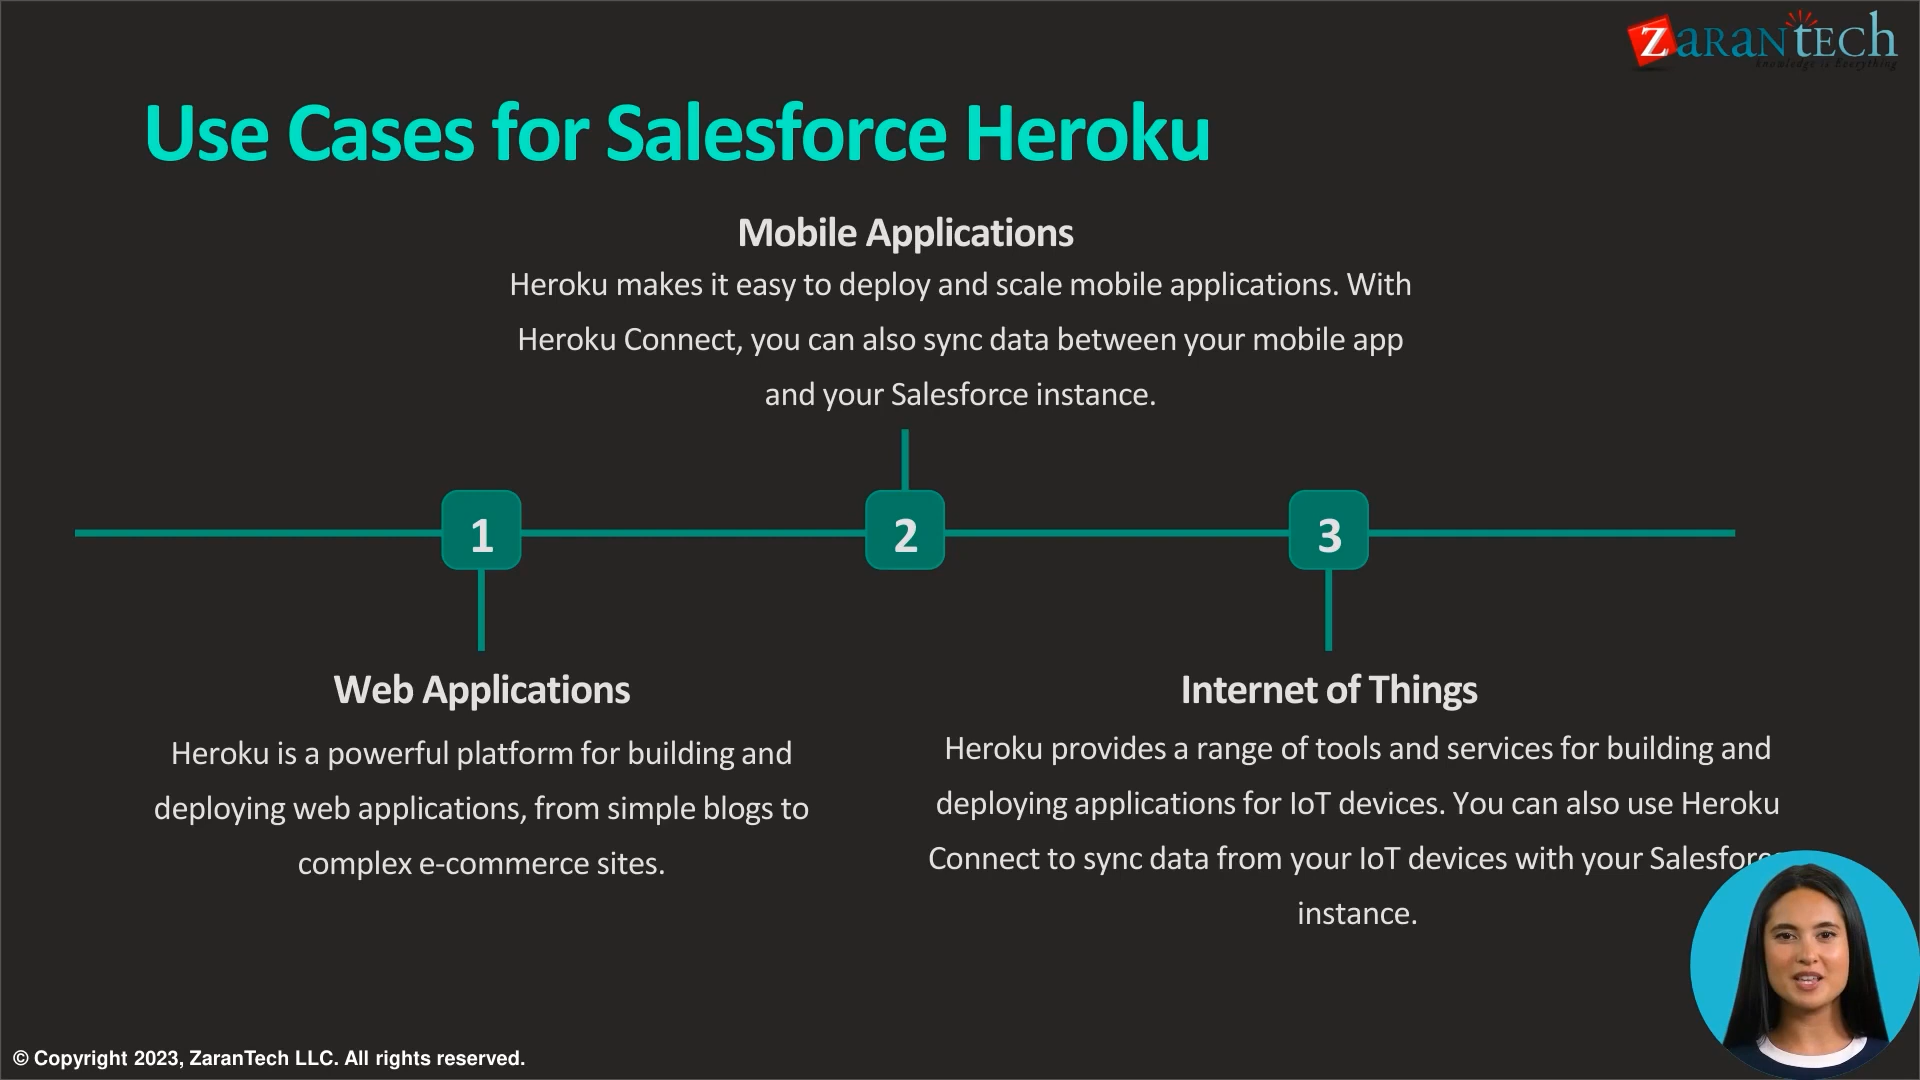 ZaranTech
knowledge is Everything
Use Cases for Salesforce Heroku
Mobile Applications
Heroku makes it easy to deploy and scale mobile applications. With
Heroku Connect, you can also sync data between your mobile app
and your Salesforce instance.
1
2
3
Web Applications
Heroku is a powerful platform for building and
deploying web applications, from simple blogs to
complex e-commerce sites.
Internet of Things
Heroku provides a range of tools and services for building and
deploying applications for IoT devices. You can also use Heroku
Connect to sync data from your IoT devices with your Salesforce
instance.
© Copyright 2023, ZaranTech LLC. All rights reserved.